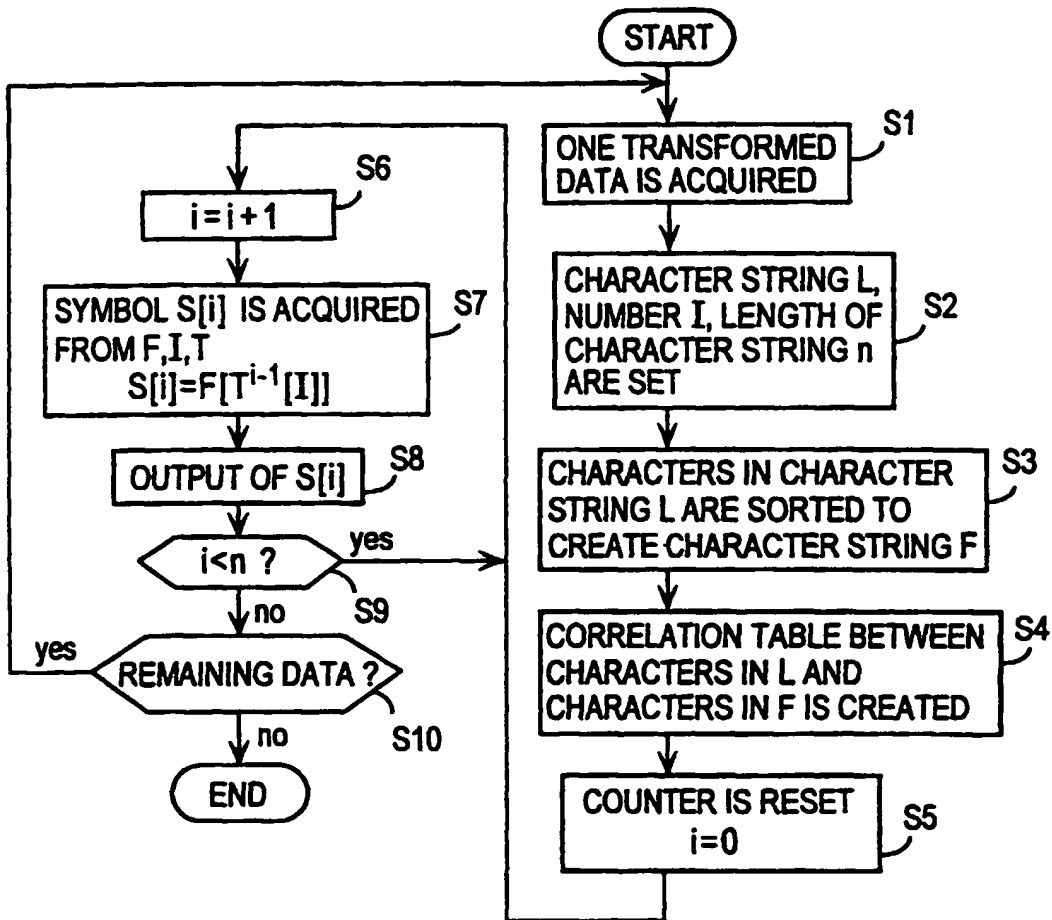 START
S1
ONE TRANSFORMED
DATA IS ACQUIRED
S2
CHARACTER STRING L,
NUMBER I, LENGTH OF
CHARACTER STRING n
ARE SET
S3
CHARACTERS IN CHARACTER
STRING L ARE SORTED TO
CREATE CHARACTER STRING F
S4
CORRELATION TABLE BETWEEN
CHARACTERS IN L AND
CHARACTERS IN F IS CREATED
S5
COUNTER IS RESET
i=0
S6
i=i+1
S7
SYMBOL S[i] IS ACQUIRED
FROM F,I,T
S[i]=F[Tⁱ⁻¹[I]]
S8
OUTPUT OF S[i]
i<n ?
yes
S9
no
yes
REMAINING DATA ?
S10
no
END